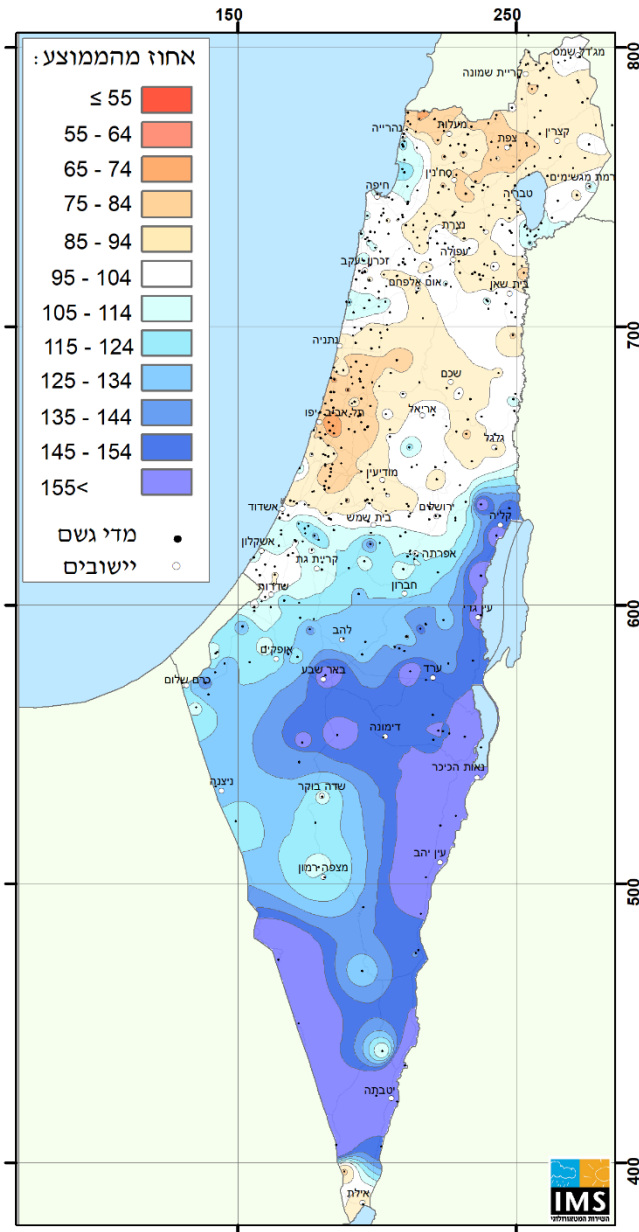 150
250
800
אחוז מהממוצע:
≤ 55
55 - 64
65 - 74
75 - 84
85 - 94
95 - 104
105 - 114
115 - 124
125 - 134
135 - 144
145 - 154
155<
מדי גשם
יישובים
מג'דל שמס
קריית שמונה
קצרין
מעלות
נהרייה
צפת
רמת מגשימים
סח'נין
טבריה
חיפה
נצרת
עפולה
זכרון יעקב
אום אלפחם
בית שאן
700
נתניה
שכם
אריאל
תל אביב יפו
גלגל
מודיעין
ירושלים
אשדוד
בית שמש
קליה
אשקלון
אפרתה
קריית גת
חברון
שדרות
600
עין גדי
להב
אופקים
באר שבע
ערד
כרם שלום
דימונה
נאות הכיכר
ניצנה
שדה בוקר
עין יהב
מצפה רמון
500
יטבתה
400
אילת
IMS
השירות המטאורולוגי